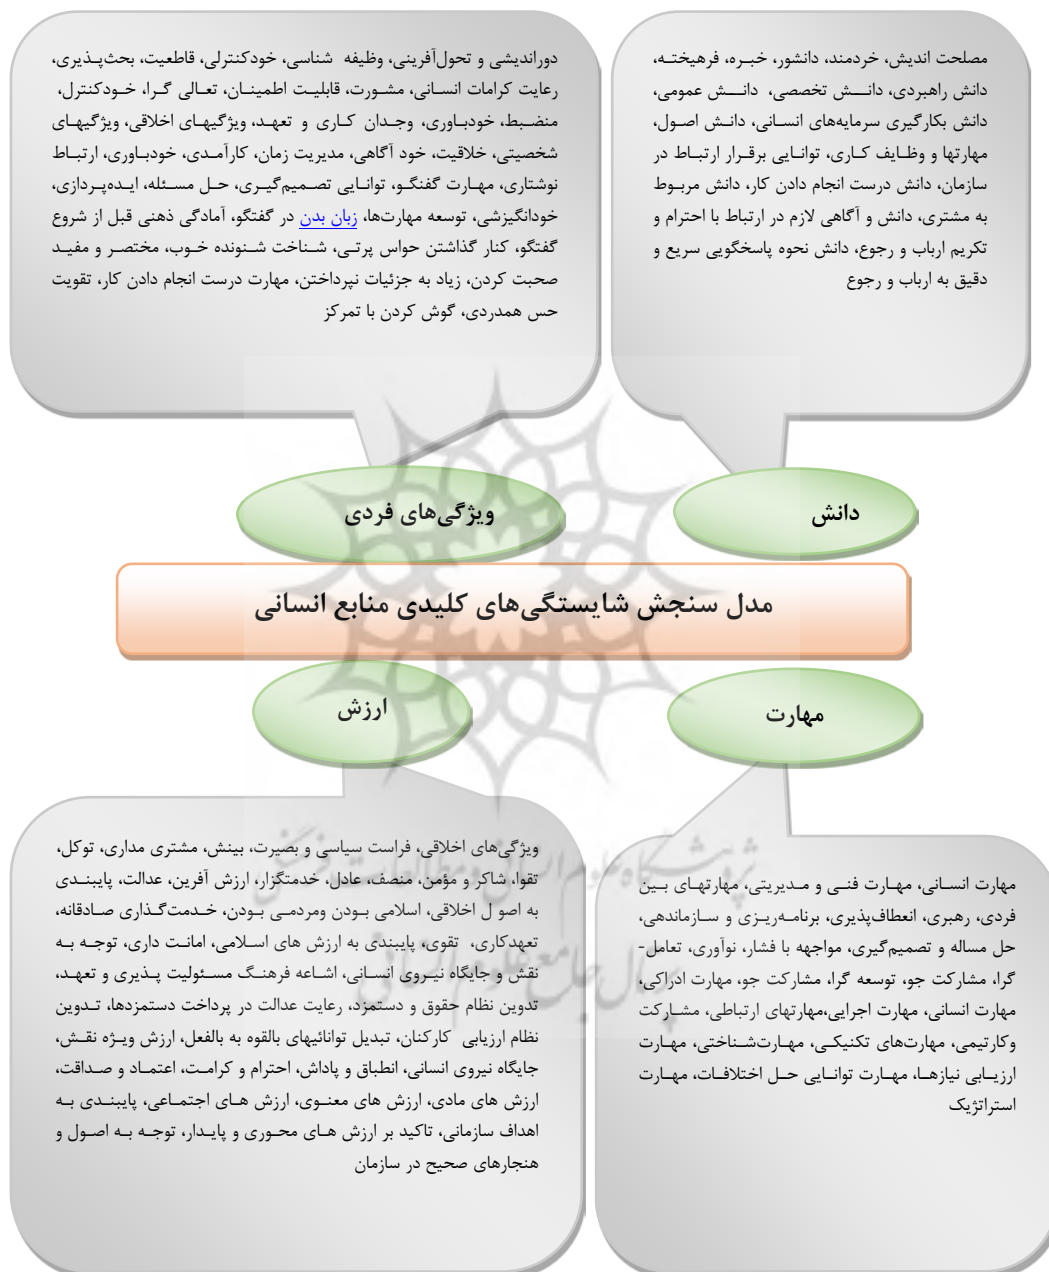 مصلحت اندیش، خردمند، دانشور، خبره، فرهیخته،
دانش راهبردی، دانش تخصصی، دانش عمومی،
دانش بکارگیری سرمایه‌های انسانی، دانش اصول،
مهارتها و وظایف کاری، توانایی برقرار ارتباط در
سازمان، دانش درست انجام دادن کار، دانش مربوط
به مشتری، دانش و آگاهی لازم در ارتباط با احترام و
تکریم ارباب و رجوع، دانش نحوه پاسخگویی سریع و
دقیق به ارباب و رجوع
دوراندیشی و تحول‌آفرینی، وظیفه شناسی، خودکنترلی، قاطعیت، بحث‌پذیری،
رعایت کرامات انسانی، مشورت، قابلیت اطمینان، تعالی گرا، خودکنترل،
منضبط، خودباوری، وجدان کاری و تعهد، ویژگیهای اخلاقی، ویژگیهای
شخصیتی، خلاقیت، خود آگاهی، مدیریت زمان، کارآمدی، خودباوری، ارتباط
نوشتاری، مهارت گفنگو، توانایی تصمیم‌گیری، حل مسئله، ایده‌پردازی،
خودانگیزشی، توسعه مهارت‌ها، زبان بدن در گفتگو، آمادگی ذهنی قبل از شروع
گفتگو، کنار گذاشتن حواس پرتی، شناخت شنونده خوب، مختصر و مفید
صحبت کردن، زیاد به جزئیات نپرداختن، مهارت درست انجام دادن کار، تقویت
حس همدردی، گوش کردن با تمرکز
دانش
ویژگی‌های فردی
مدل سنجش شایستگی‌های کلیدی منابع انسانی
مهارت
ارزش
مهارت انسانی، مهارت فنی و مدیریتی، مهارتهای بین
فردی، رهبری، انعطاف‌پذیری، برنامه‌ریزی و سازماندهی،
حل مساله و تصمیم‌گیری، مواجهه با فشار، نوآوری، تعامل-
گرا، مشارکت جو، توسعه گرا، مشارکت جو، مهارت ادراکی،
مهارت انسانی، مهارت اجرایی،مهارتهای ارتباطی، مشارکت
وکارتیمی، مهارت‌های تکنیکی، مهارت‌شناختی، مهارت
ارزیابی نیازها، مهارت توانایی حل اختلافات، مهارت
استراتژیک
ویژگی‌های اخلاقی، فراست سیاسی و بصیرت، بینش، مشتری مداری، توکل،
تقوا، شاکر و مؤمن، منصف، عادل، خدمتگزار، ارزش آفرین، عدالت، پایبندی
به اصو ل اخلاقی، اسلامی بودن ومردمی بودن، خدمت‌گذاری صادقانه،
تعهدکاری، تقوی، پایبندی به ارزش های اسلامی، امانت داری، توجه به
نقش و جایگاه نیروی انسانی، اشاعه فرهنگ مسئولیت پذیری و تعهد،
تدوین نظام حقوق و دستمزد، رعایت عدالت در پرداخت دستمزدها، تدوین
نظام ارزیابی کارکنان، تبدیل توانائیهای بالقوه به بالفعل، ارزش ویژه نقش،
جایگاه نیروی انسانی، انطباق و پاداش، احترام و کرامت، اعتماد و صداقت،
ارزش های مادی، ارزش های معنوی، ارزش های اجتماعی، پایبندی به
اهداف سازمانی، تاکید بر ارزش های محوری و پایدار، توجه به اصول و
هنجارهای صحیح در سازمان
پژوهشگاه علوم انسانی و مطالعات فرهنگی
پرتال جامع علوم انسانی